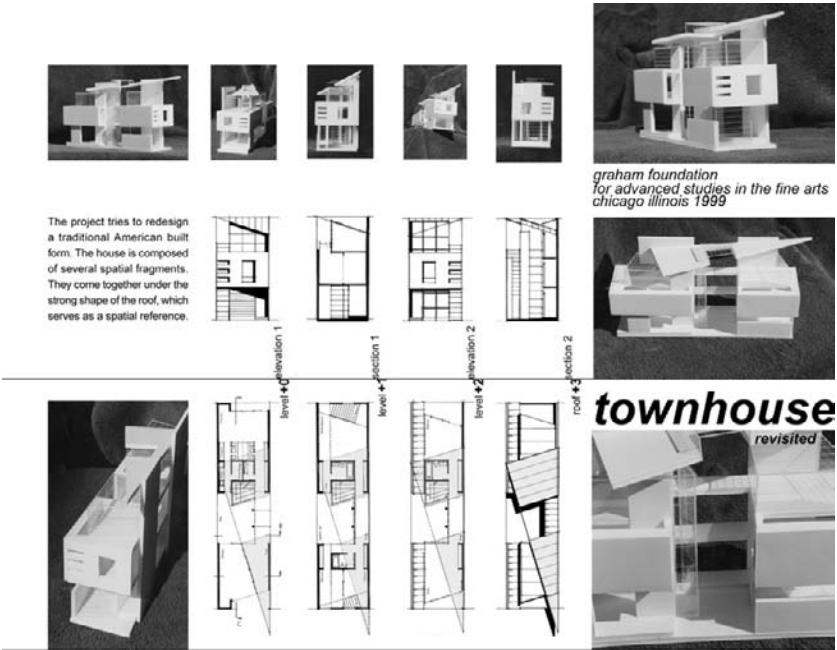 graham foundation
for advanced studies in the fine arts
chicago illinois 1999
The project tries to redesign
a traditional American built
form. The house is composed
of several spatial fragments.
They come together under the
strong shape of the roof, which
serves as a spatial reference.
elevation 1
section 1
elevation 2
section 2
level +0
level +1
level +2
roof +3
townhouse
revisited